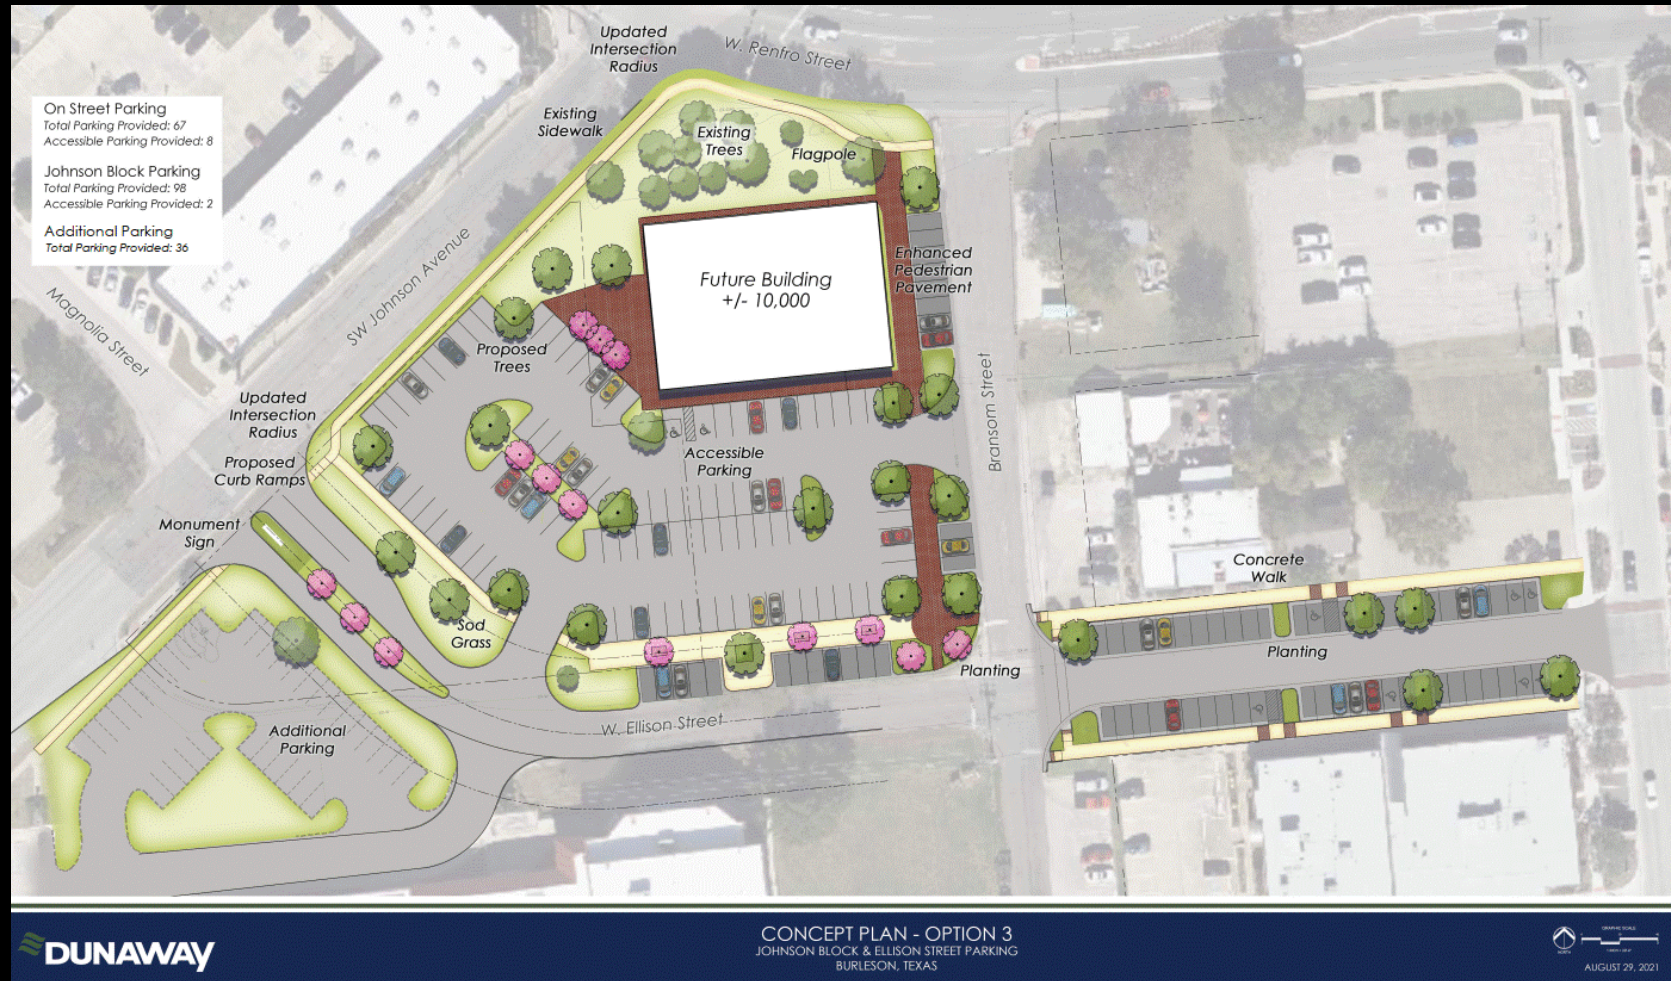 Updated
Intersection
Radius
W. Renfro Street
On Street Parking
Total Parking Provided: 67
Accessible Parking Provided: 8
Johnson Block Parking
Total Parking Provided: 98
Accessible Parking Provided: 2
Additional Parking
Total Parking Provided: 36
Existing
Sidewalk
Existing
Trees
Flagpole
SW Johnson Avenue
Magnolia Street
Future Building
+/- 10,000
Enhanced
Pedestrian
Pavement
Proposed
Trees
Bransom Street
Updated
Intersection
Radius
Proposed
Curb Ramps
Accessible
Parking
Monument
Sign
Concrete
Walk
Sod
Grass
Planting
Planting
Additional
Parking
W. Ellison Street
DUNAWAY
CONCEPT PLAN - OPTION 3
JOHNSON BLOCK & ELLISON STREET PARKING
BURLESON, TEXAS
NORTH
GRAPHIC SCALE
AUGUST 29, 2021